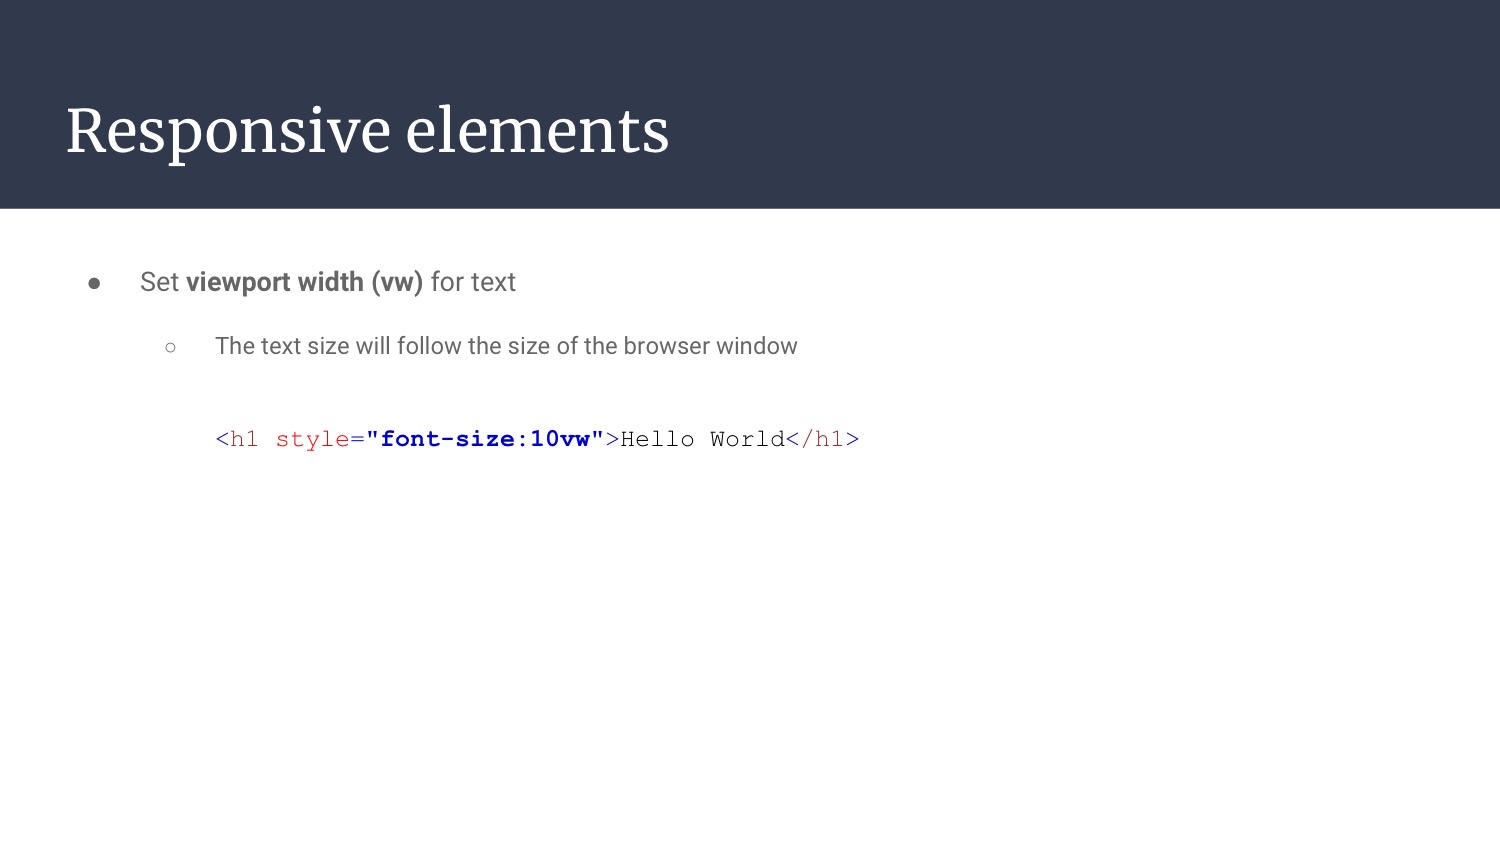 Responsive elements
● Set viewport width (vw) for text
○ The text size will follow the size of the browser window
<h1 style="font-size:10vw">Hello World</h1>